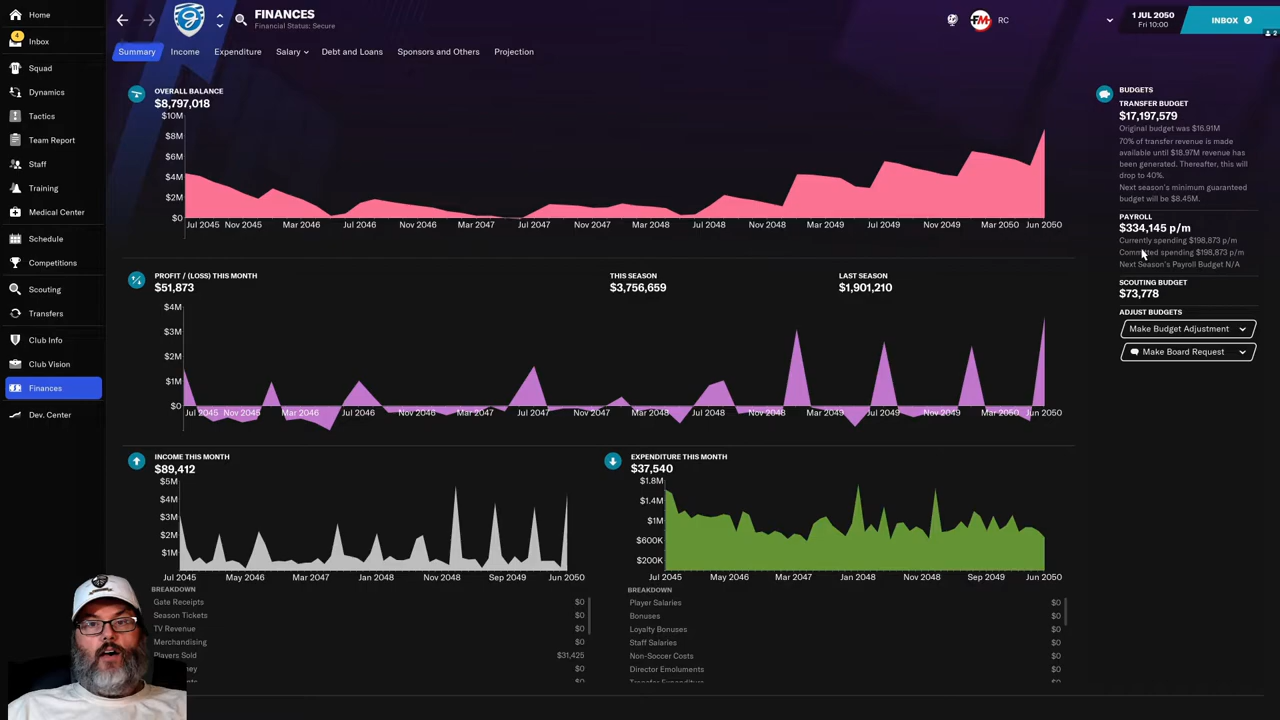 Home
FINANCES
Financial Status: Secure
FM RC
1 JUL 2050
Fri 10:00
INBOX
2
4
Inbox
Summary
Income
Expenditure
Salary
Debt and Loans
Sponsors and Others
Projection
Squad
Dynamics
Tactics
Team Report
Staff
Training
Medical Center
Schedule
Competitions
Scouting
Transfers
Club Info
Club Vision
Finances
Dev. Center
OVERALL BALANCE
$8,797,018
$10M
$8M
$6M
$4M
$2M
$0
Jul 2045 Nov 2045 Mar 2046 Jul 2046 Nov 2046 Mar 2047 Jul 2047 Nov 2047 Mar 2048 Jul 2048 Nov 2048 Mar 2049 Jul 2049 Nov 2049 Mar 2050 Jun 2050
PROFIT / (LOSS) THIS MONTH
$51,873
THIS SEASON
$3,756,659
LAST SEASON
$1,901,210
$4M
$3M
$2M
$1M
$0
Jul 2045 Nov 2045 Mar 2046 Jul 2046 Nov 2046 Mar 2047 Jul 2047 Nov 2047 Mar 2048 Jul 2048 Nov 2048 Mar 2049 Jul 2049 Nov 2049 Mar 2050 Jun 2050
INCOME THIS MONTH
$89,412
$5M
$4M
$3M
$2M
$1M
Jul 2045 May 2046 Mar 2047 Jan 2048 Nov 2048 Sep 2049 Jun 2050
BREAKDOWN
Gate Receipts $0
Season Tickets $0
TV Revenue $0
Merchandising $0
Players Sold $31,425
$0
EXPENDITURE THIS MONTH
$37,540
$1.8M
$1.4M
$1M
$600K
$200K
Jul 2045 May 2046 Mar 2047 Jan 2048 Nov 2048 Sep 2049 Jun 2050
BREAKDOWN
Player Salaries $0
Bonuses $0
Loyalty Bonuses $0
Staff Salaries $0
Non-Soccer Costs $0
Director Emoluments $0
Transfer Expenditure
BUDGETS
TRANSFER BUDGET
$17,197,579
Original budget was $16.91M
70% of transfer revenue is made
available until $18.97M revenue has
been generated. Thereafter, this will
drop to 40%.
Next season's minimum guaranteed
budget will be $8.45M.
PAYROLL
$334,145 p/m
Currently spending $198,873 p/m
Committed spending $198,873 p/m
Next Season's Payroll Budget N/A
SCOUTING BUDGET
$73,778
ADJUST BUDGETS
Make Budget Adjustment
Make Board Request